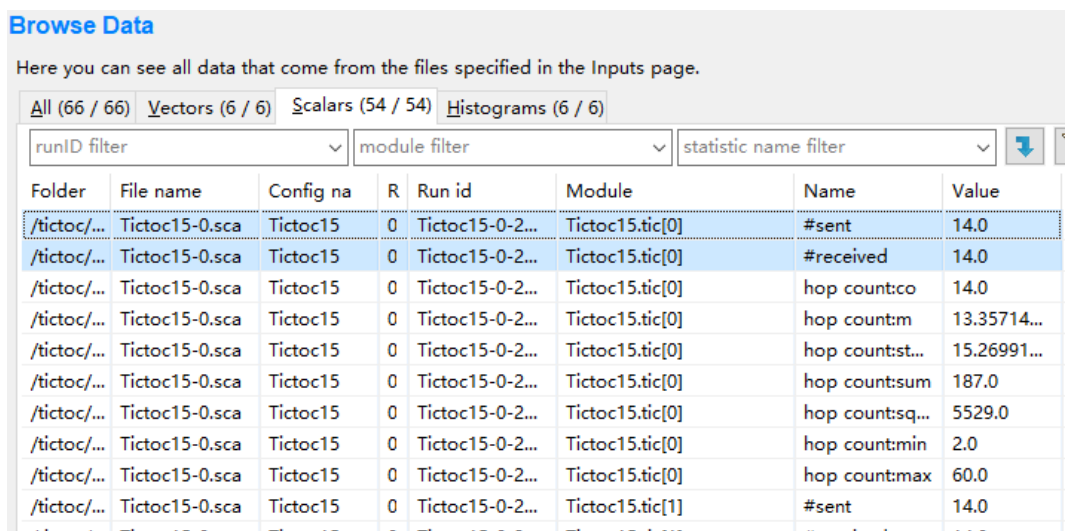 Browse Data
Here you can see all data that come from the files specified in the Inputs page.
All (66 / 66) Vectors (6 / 6) Scalars (54 / 54) Histograms (6 / 6)
runID filter module filter statistic name filter
Folder File name Config na R Run id Module Name Value
/tictoc/... Tictoc15-0.sca Tictoc15 0 Tictoc15-0-2... Tictoc15.tic[0] #sent 14.0
/tictoc/... Tictoc15-0.sca Tictoc15 0 Tictoc15-0-2... Tictoc15.tic[0] #received 14.0
/tictoc/... Tictoc15-0.sca Tictoc15 0 Tictoc15-0-2... Tictoc15.tic[0] hop count:co 14.0
/tictoc/... Tictoc15-0.sca Tictoc15 0 Tictoc15-0-2... Tictoc15.tic[0] hop count:m 13.35714...
/tictoc/... Tictoc15-0.sca Tictoc15 0 Tictoc15-0-2... Tictoc15.tic[0] hop count:st... 15.26991...
/tictoc/... Tictoc15-0.sca Tictoc15 0 Tictoc15-0-2... Tictoc15.tic[0] hop count:sum 187.0
/tictoc/... Tictoc15-0.sca Tictoc15 0 Tictoc15-0-2... Tictoc15.tic[0] hop count:sq... 5529.0
/tictoc/... Tictoc15-0.sca Tictoc15 0 Tictoc15-0-2... Tictoc15.tic[0] hop count:min 2.0
/tictoc/... Tictoc15-0.sca Tictoc15 0 Tictoc15-0-2... Tictoc15.tic[0] hop count:max 60.0
/tictoc/... Tictoc15-0.sca Tictoc15 0 Tictoc15-0-2... Tictoc15.tic[1] #sent 14.0